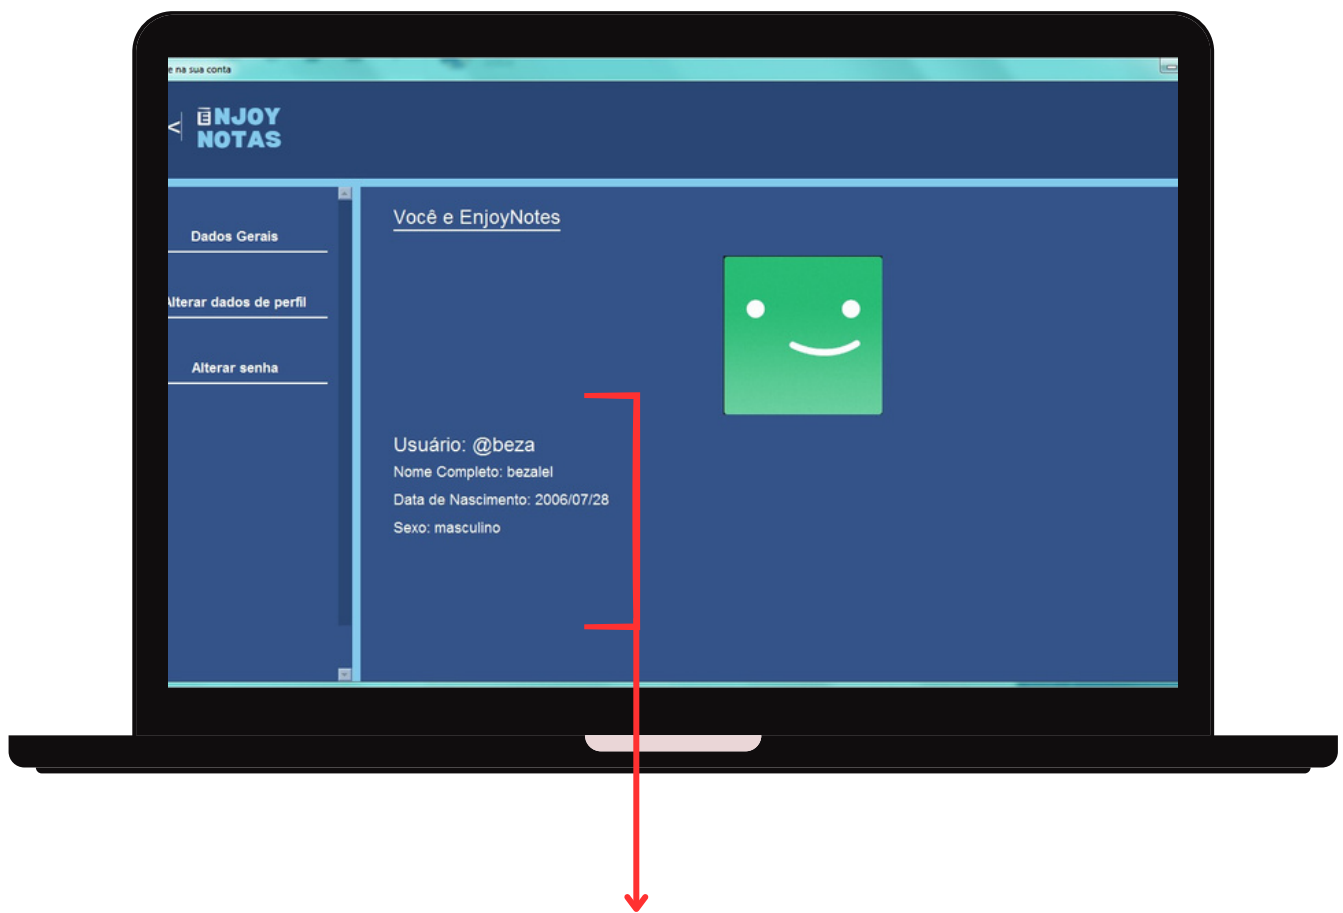 e na sua conta
<
ENJOY
NOTAS
Dados Gerais
Alterar dados de perfil
Alterar senha
Você e EnjoyNotes
Usuário: @beza
Nome Completo: bezalel
Data de Nascimento: 2006/07/28
Sexo: masculino